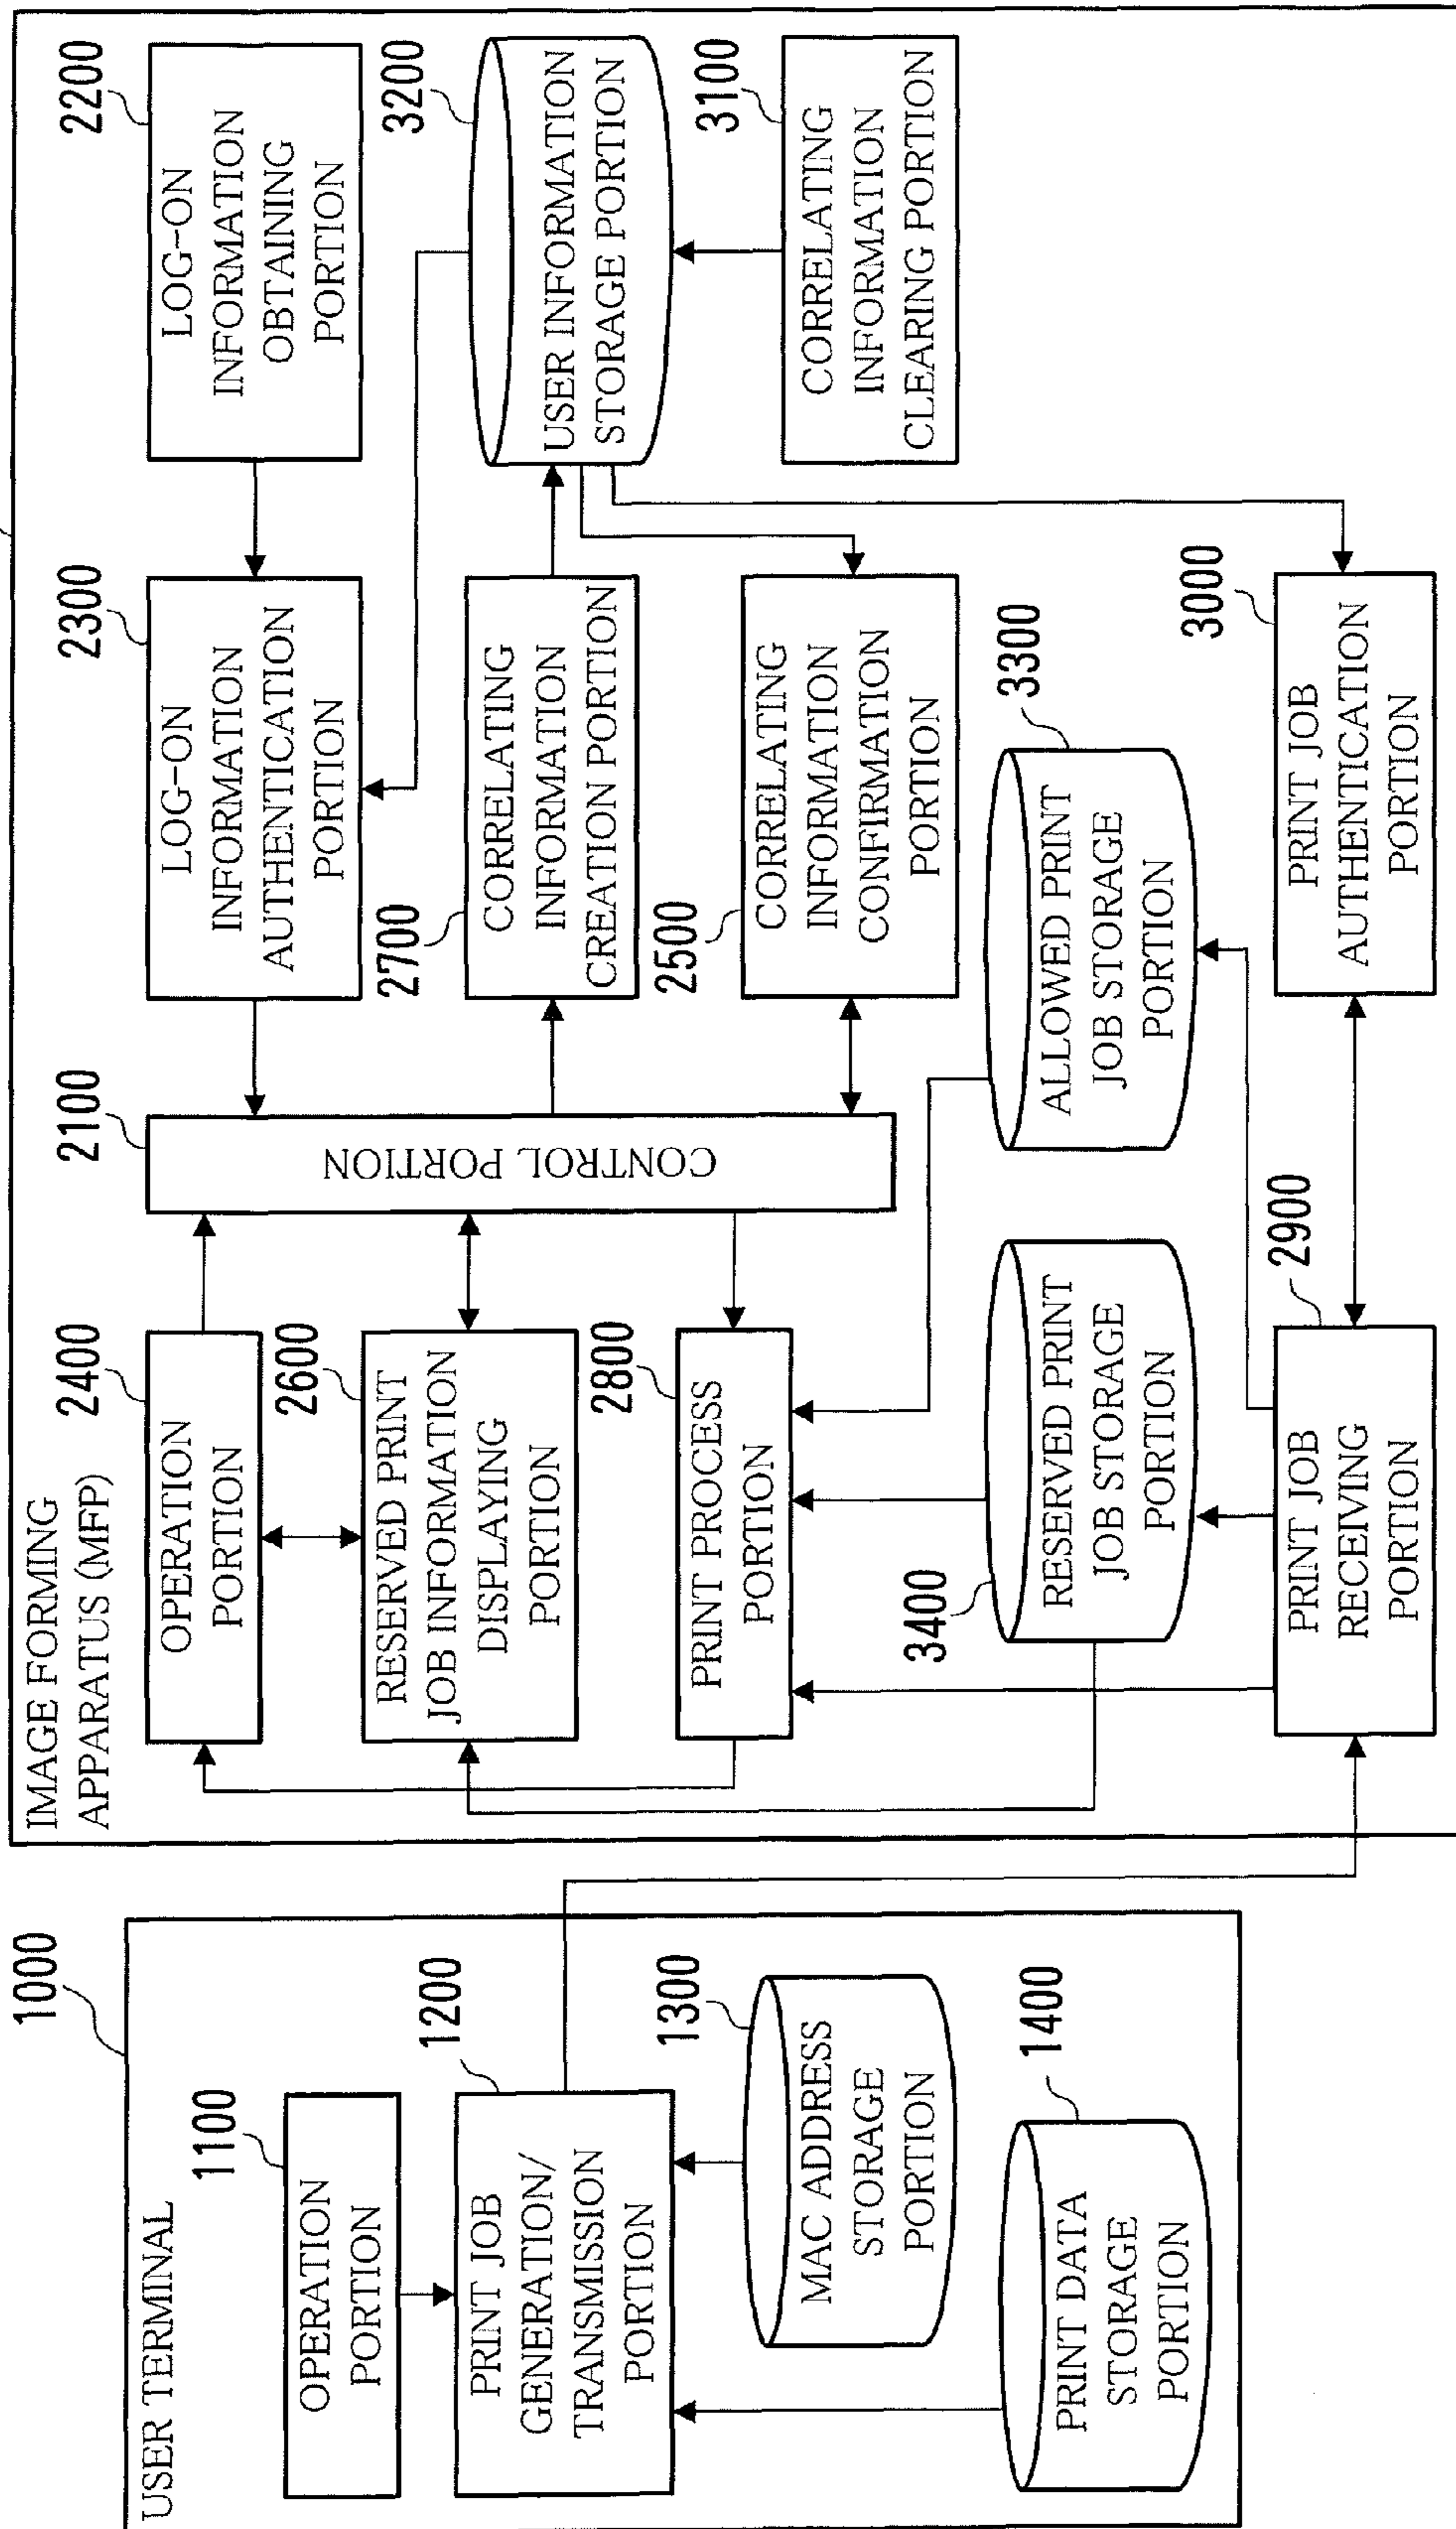 1000
USER TERMINAL
1100
OPERATION
PORTION
1200
PRINT JOB
GENERATION/
TRANSMISSION
PORTION
1300
MAC ADDRESS
STORAGE
PORTION
1400
PRINT DATA
STORAGE
PORTION
IMAGE FORMING
APPARATUS (MFP)
2400
OPERATION
PORTION
2600
RESERVED PRINT
JOB INFORMATION
DISPLAYING
PORTION
2800
PRINT PROCESS
PORTION
3400
RESERVED PRINT
JOB STORAGE
PORTION
2900
PRINT JOB
RECEIVING
PORTION
2100
CONTROL PORTION
2300
LOG-ON
INFORMATION
AUTHENTICATION
PORTION
2700
CORRELATING
INFORMATION
CREATION PORTION
2500
CORRELATING
INFORMATION
CONFIRMATION
PORTION
3300
ALLOWED PRINT
JOB STORAGE
PORTION
3000
PRINT JOB
AUTHENTICATION
PORTION
2200
LOG-ON
INFORMATION
OBTAINING
PORTION
3200
USER INFORMATION
STORAGE PORTION
3100
CORRELATING
INFORMATION
CLEARING PORTION